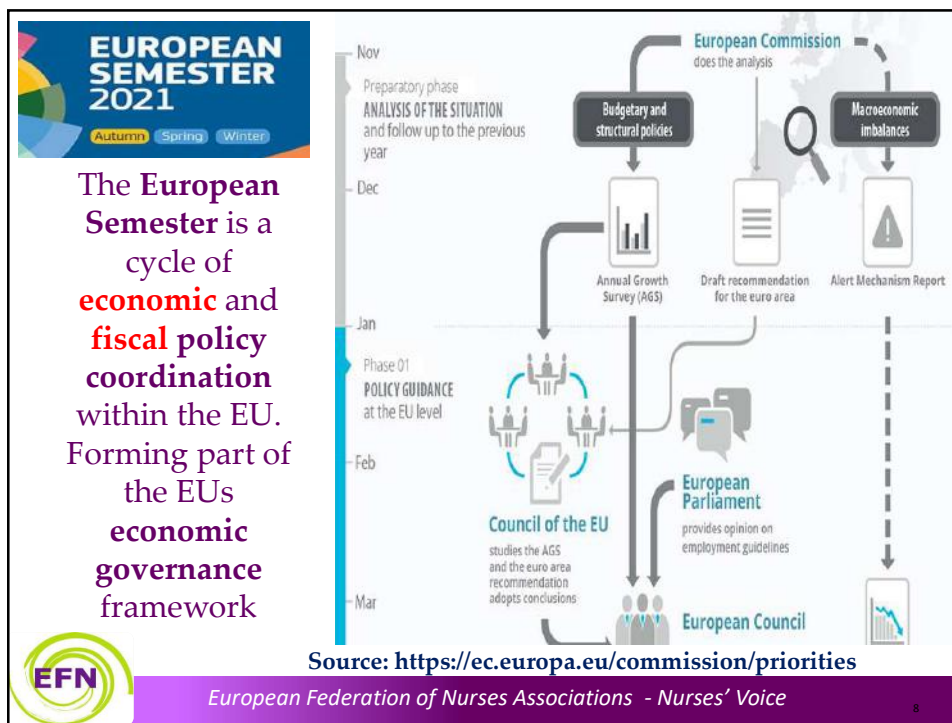 EUROPEAN
SEMESTER
2021
Autumn Spring Winter
The European
Semester is a
cycle of
economic and
fiscal policy
coordination
within the EU.
Forming part of
the EUs
economic
governance
framework
Nov
Preparatory phase
ANALYSIS OF THE SITUATION
and follow up to the previous
year
Dec
Jan
Phase 01
POLICY GUIDANCE
at the EU level
Feb
Mar
European Commission
does the analysis
Budgetary and
structural policies
Macroeconomic
imbalances
Annual Growth
Survey (AGS)
Draft recommendation
for the euro area
Alert Mechanism Report
Council of the EU
studies the AGS
and the euro area
recommendation
adopts conclusions
European
Parliament
provides opinion on
employment guidelines
European Council
Source: https://ec.europa.eu/commission/priorities
EFN
European Federation of Nurses Associations - Nurses’ Voice
8